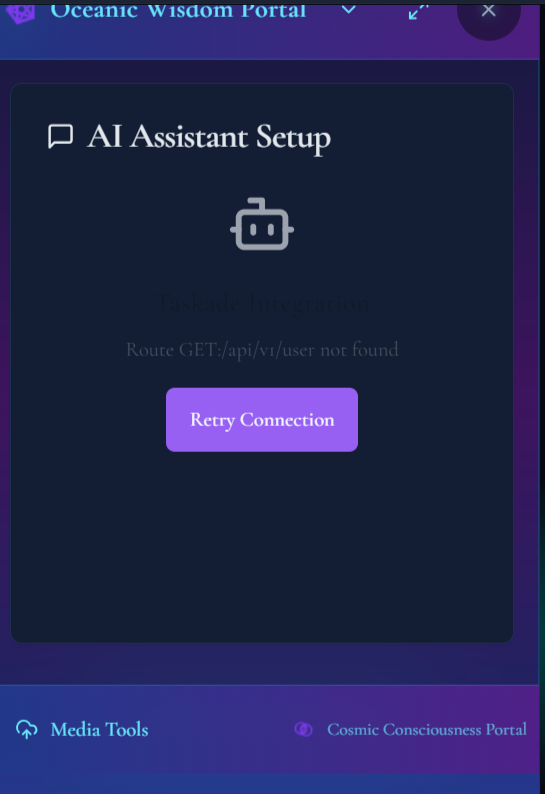 Oceanic Wisdom Portal
AI Assistant Setup
Taskade Integration
Route GET:/api/v1/user not found
Retry Connection
Media Tools
Cosmic Consciousness Portal